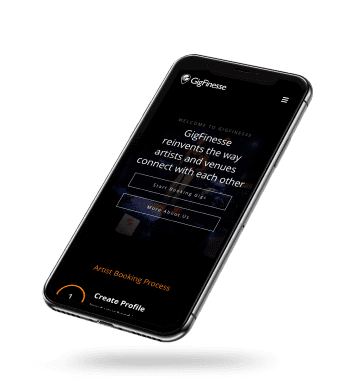 GigFinesse
WELCOME TO GIGFINESSE
GigFinesse
reinvents the way
artists and venues
connect with each other
Start Booking Gigs
More About Us
Artist Booking Process
1
Create Profile